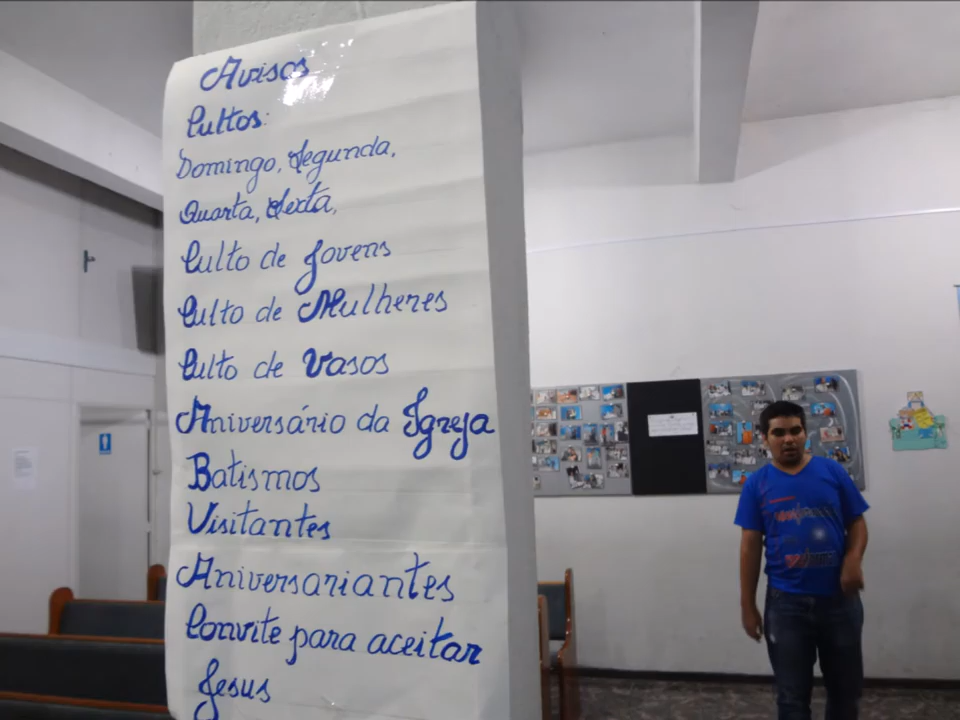 Avisos
Cultos:
Domingo, Segunda,
Quarta, Sexta,
Culto de Jovens
Culto de Mulheres
Culto de Vasos
Aniversário da Igreja
Batismos
Visitantes
Aniversariantes
Convite para aceitar
Jesus